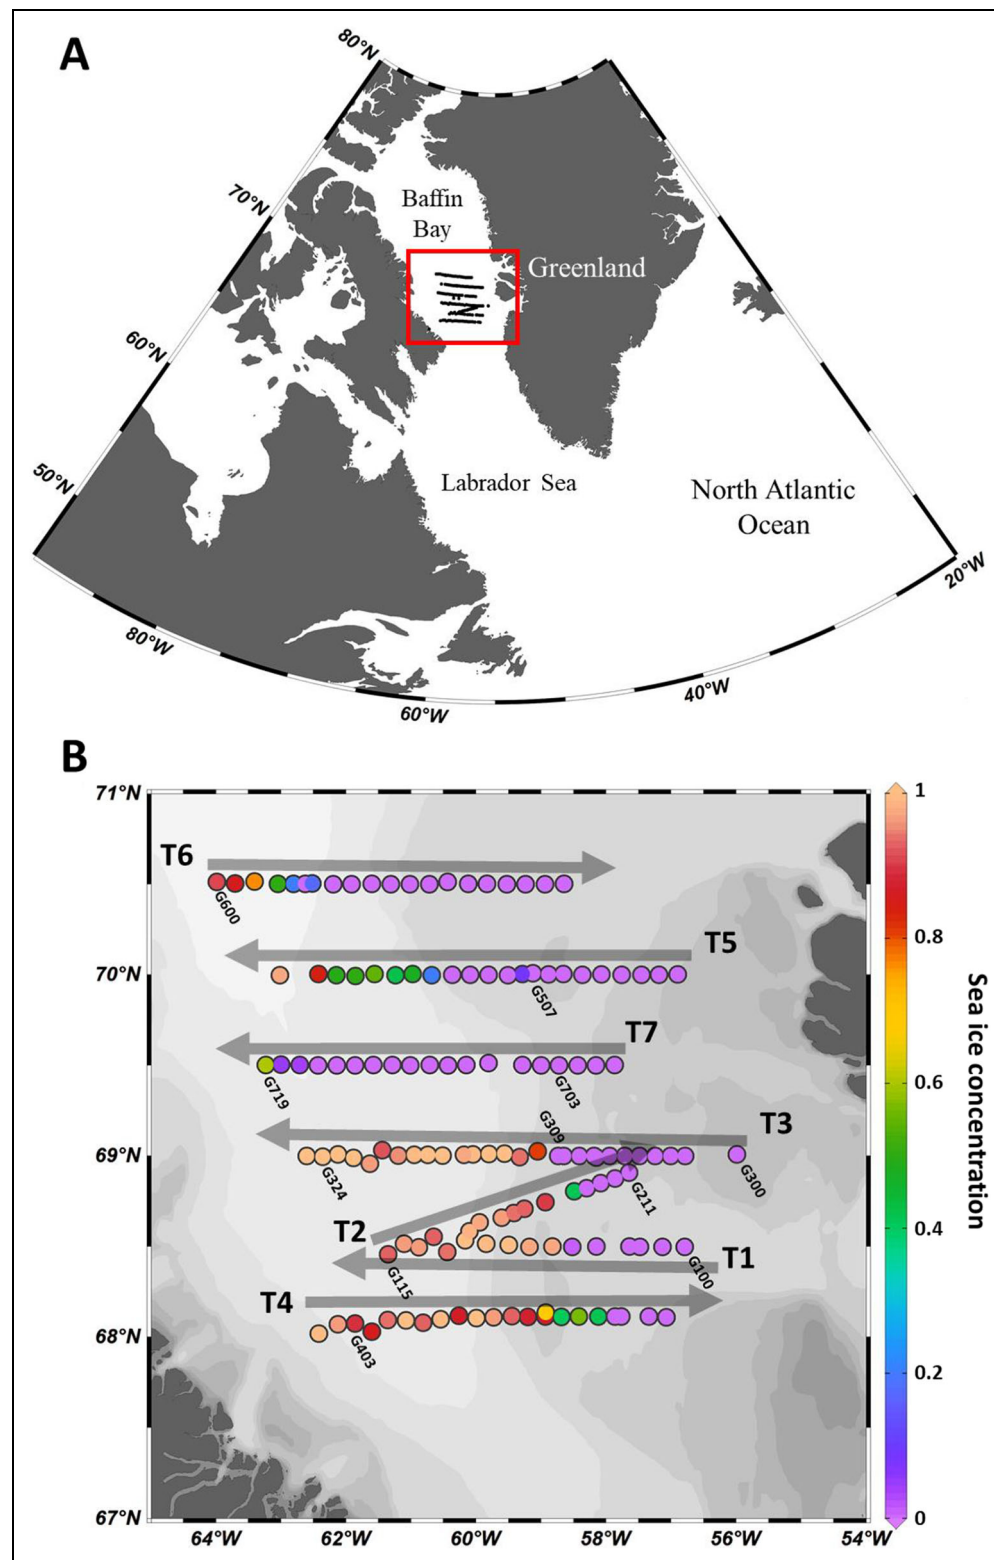 A
80°N
70°N
Baffin
Bay
Greenland
60°N
50°N
Labrador Sea
North Atlantic
Ocean
20°W
80°W
40°W
60°W
B
71°N
1
T6
G600
T5
0.8
70°N
G507
T7
Sea ice concentration
G719
G703
0.6
G309
T3
69°N
G324
G300
G211
T2
0.4
T1
G115
G100
T4
68°N
G403
0.2
67°N
0
64°W
62°W
60°W
58°W
56°W
54°W